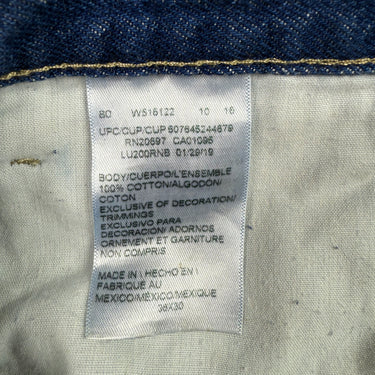 80 W516122 10 16
UPC/CUP/CUP 607645244679
RN20697 CA01095
LU200RNB 01/29/19
BODY/CUERPO/L'ENSEMBLE
100% COTTON/ALGODON/
COTON
EXCLUSIVE OF DECORATION/
TRIMMINGS
EXCLUSIVO PARA
DECORACION/ ADORNOS
ORNEMENT ET GARNITURE
NON COMPRIS
MADE IN \ HECHO EN \
FABRIQUE AU
MEXICO/MEXICO/MEXIQUE
36X30